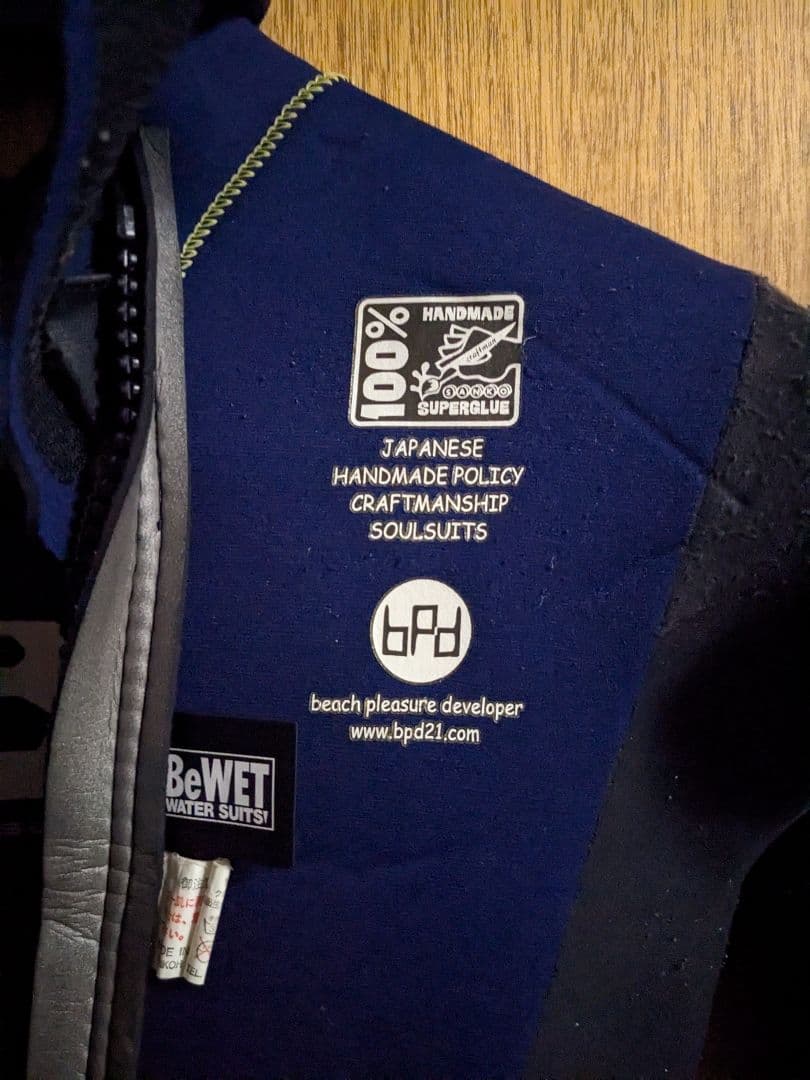 100%
HANDMADE
craftman
SANKO
SUPERGLUE
JAPANESE
HANDMADE POLICY
CRAFTMANSHIP
SOULSUITS
bpd
beach pleasure developer
www.bpd21.com
BeWET
WATER SUITS!